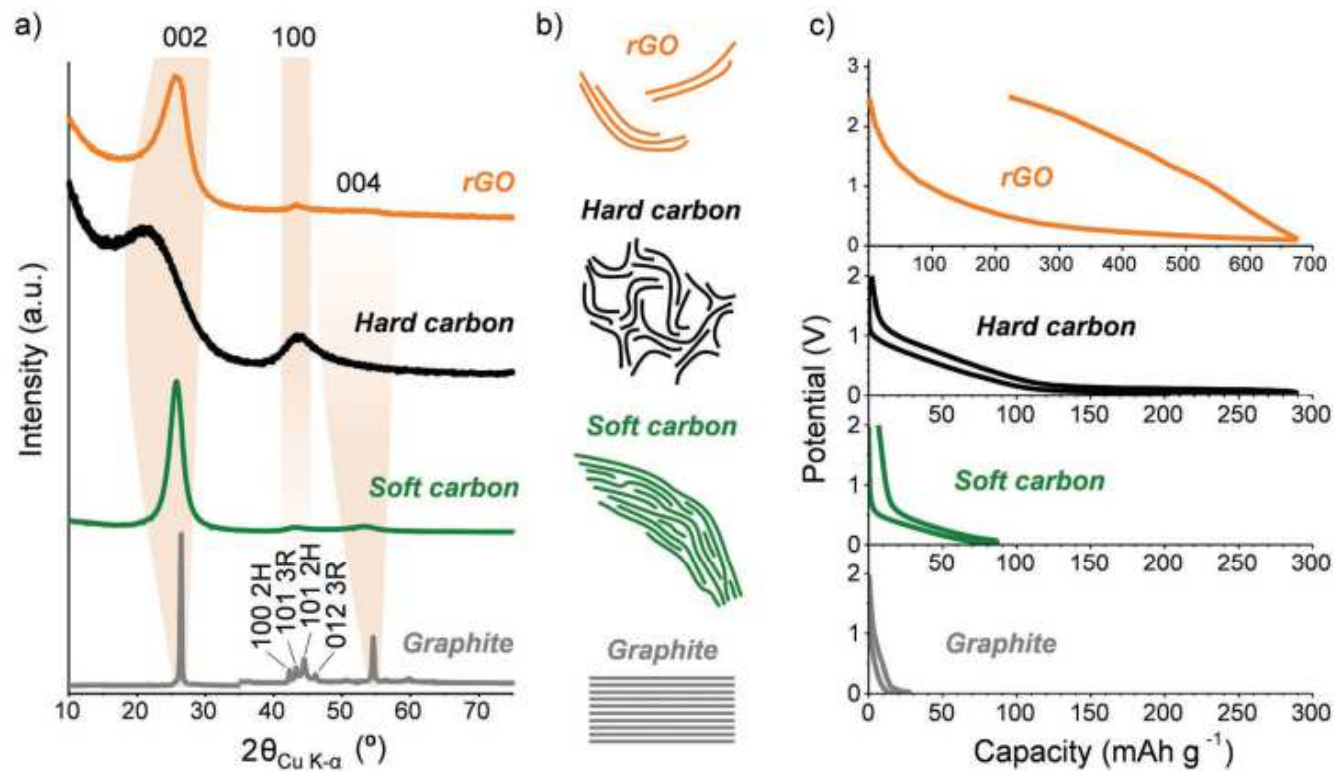 a)
002
100
004
rGO
Hard carbon
Soft carbon
100 2H
101 3R
101 2H
012 3R
Graphite
Intensity (a.u.)
10 20 30 40 50 60 70
2θCu K-α (º)
b)
rGO
Hard carbon
Soft carbon
Graphite
c)
3
2
1
0
rGO
100 200 300 400 500 600 700
2
1
0
Hard carbon
50 100 150 200 250 300
2
1
0
Soft carbon
50 100 150 200 250 300
2
1
0
Graphite
0 50 100 150 200 250 300
Potential (V)
Capacity (mAh g-1)